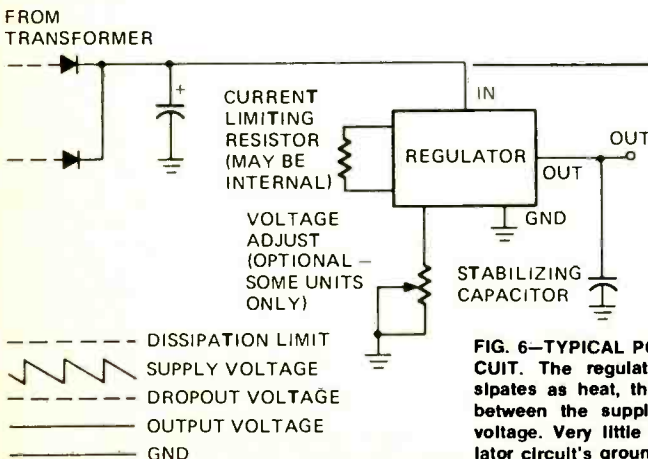 FROM
TRANSFORMER
+
CURRENT
LIMITING
RESISTOR
(MAY BE
INTERNAL)
IN
REGULATOR
OUT
OUT
GND
VOLTAGE
ADJUST
(OPTIONAL –
SOME UNITS
ONLY)
STABILIZING
CAPACITOR
DISSIPATION LIMIT
SUPPLY VOLTAGE
DROPOUT VOLTAGE
OUTPUT VOLTAGE
GND
FIG. 6—TYPICAL PO
CUIT. The regulat
sipates as heat, th
between the suppl
voltage. Very little
lator circuit's groun